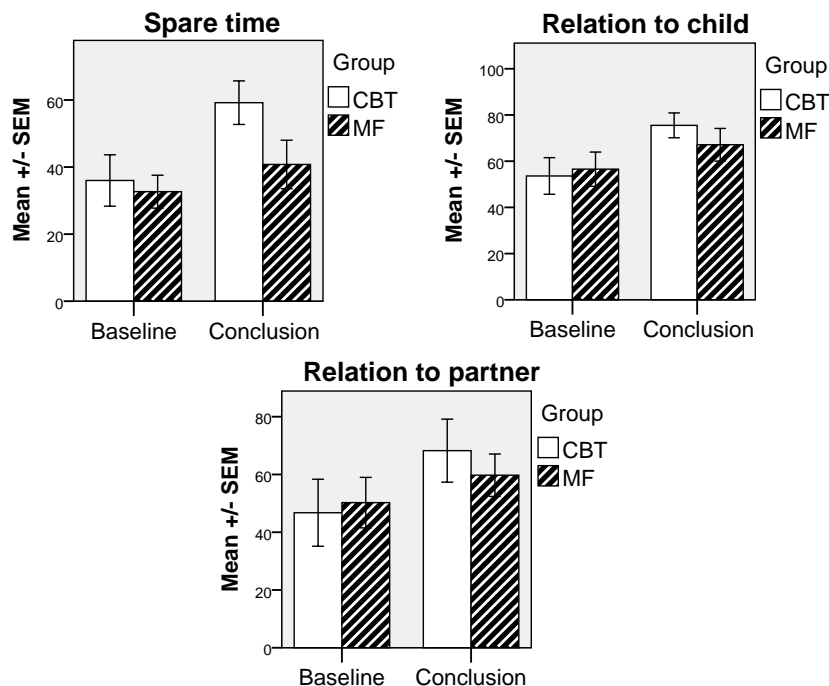 Spare time
Mean +/- SEM
60
40
20
0
Baseline Conclusion
Group
CBT
MF
Relation to child
Mean +/- SEM
100
80
60
40
20
0
Baseline Conclusion
Group
CBT
MF
Relation to partner
Mean +/- SEM
80
60
40
20
0
Baseline Conclusion
Group
CBT
MF